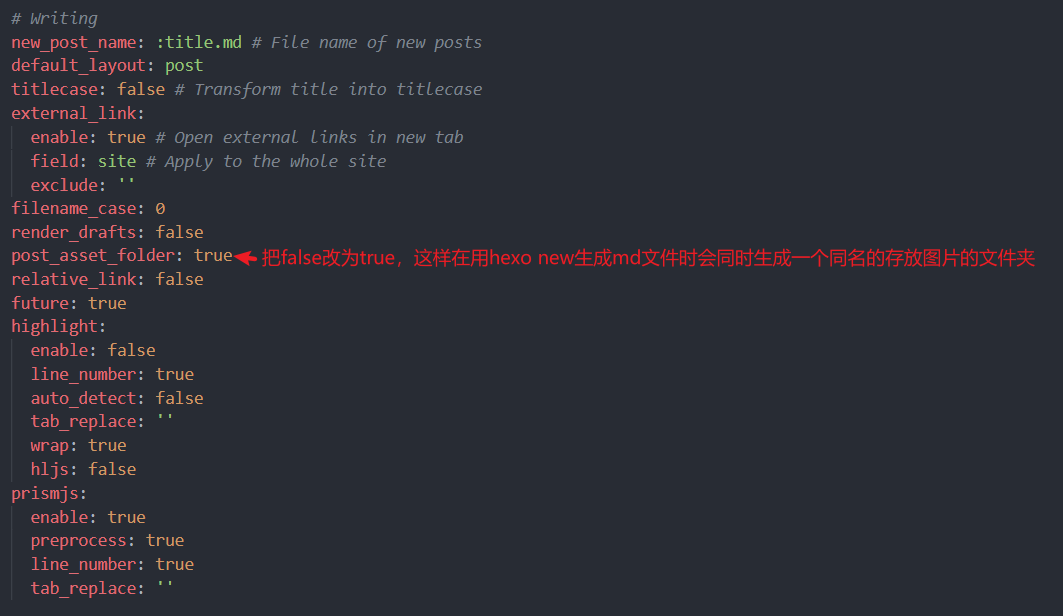 # Writing
new_post_name: :title.md # File name of new posts
default_layout: post
titlecase: false # Transform title into titlecase
external_link:
  enable: true # Open external links in new tab
  field: site # Apply to the whole site
  exclude: ''
filename_case: 0
render_drafts: false
post_asset_folder: true 把false改为true，这样在用hexo new生成md文件时会同时生成一个同名的存放图片的文件夹
relative_link: false
future: true
highlight:
  enable: false
  line_number: true
  auto_detect: false
  tab_replace: ''
  wrap: true
  hljs: false
prismjs:
  enable: true
  preprocess: true
  line_number: true
  tab_replace: ''